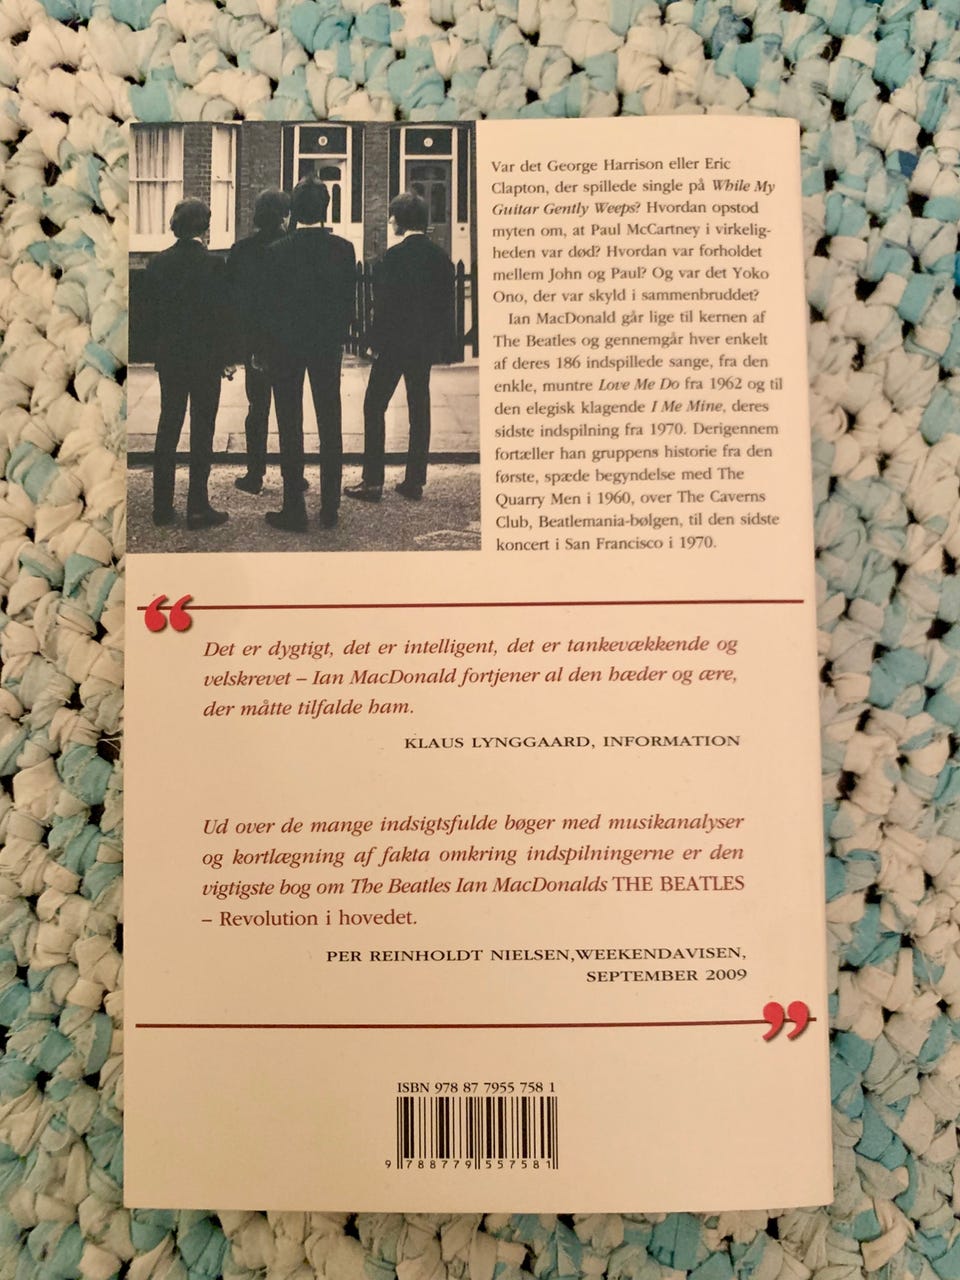 Var det George Harrison eller Eric
Clapton, der spillede single på While My
Guitar Gently Weeps? Hvordan opstod
myten om, at Paul McCartney i virkelig-
heden var død? Hvordan var forholdet
mellem John og Paul? Og var det Yoko
Ono, der var skyld i sammenbruddet?
Ian MacDonald går lige til kernen af
The Beatles og gennemgår hver enkelt
af deres 186 indspillede sange, fra den
enkle, muntre Love Me Do fra 1962 og til
den elegisk klagende I Me Mine, deres
sidste indspilning fra 1970. Derigennem
fortæller han gruppens historie fra den
første, spæde begyndelse med The
Quarry Men i 1960, over The Caverns
Club, Beatlemania-bølgen, til den sidste
koncert i San Francisco i 1970.
“
Det er dygtigt, det er intelligent, det er tankevækkende og
velskrevet – Ian MacDonald fortjener al den hæder og ære,
der måtte tilfalde ham.
KLAUS LYNGGAARD, INFORMATION
Ud over de mange indsigtsfulde bøger med musikanalyser
og kortlægning af fakta omkring indspilningerne er den
vigtigste bog om The Beatles Ian MacDonalds THE BEATLES
– Revolution i hovedet.
PER REINHOLDT NIELSEN,WEEKENDAVISEN,
SEPTEMBER 2009
”
ISBN 978 87 7955 758 1
9 788779 557581